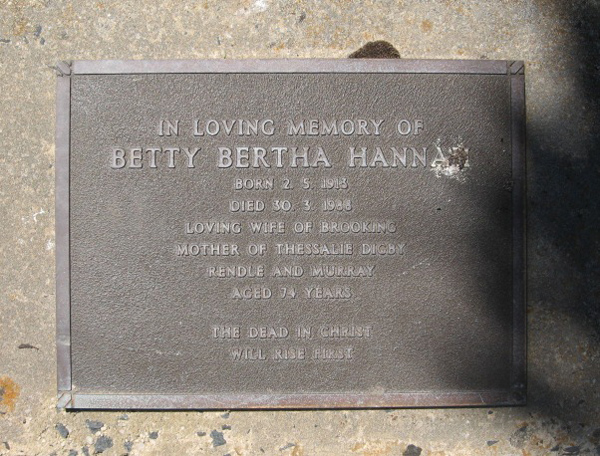 IN LOVING MEMORY OF
BETTY BERTHA HANNAH
BORN 2. 5. 1913
DIED 30. 3. 1988
LOVING WIFE OF BROOKING
MOTHER OF THESSALIE DIGBY
RENDLE AND MURRAY
AGED 74 YEARS
THE DEAD IN CHRIST
WILL RISE FIRST